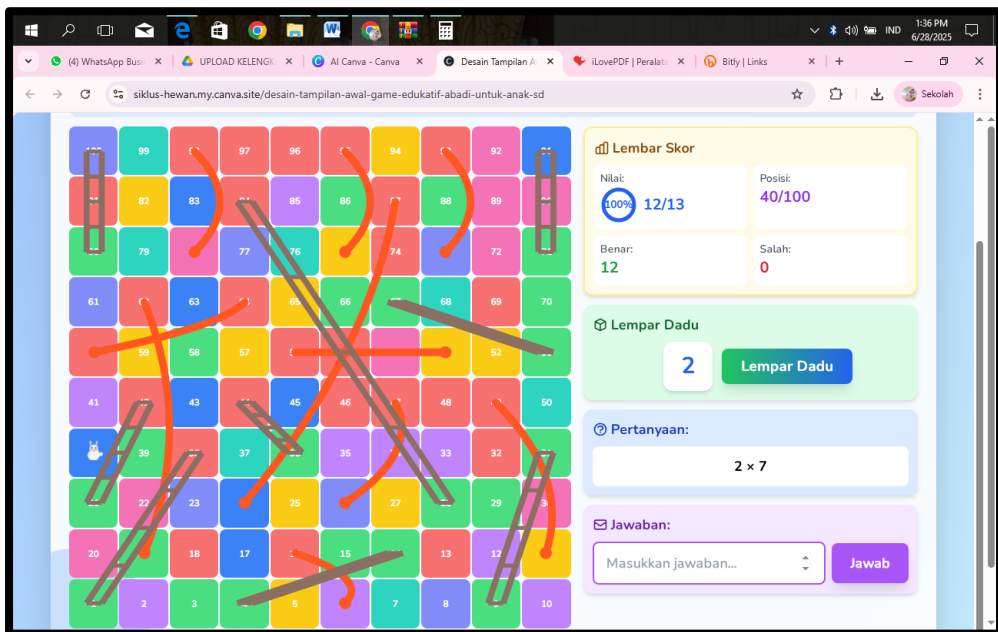 1:36 PM
IND
6/28/2025
(4) WhatsApp Busi
UPLOAD KELENGK
AI Canva - Canva
Desain Tampilan A
iLovePDF | Peralata
Bitly | Links
siklus-hewan.my.canva.site/desain-tampilan-awal-game-edukatif-abadi-untuk-anak-sd
Sekolah
99 97 96 94 92
82 83 85 86 88 89
79 77 76 74 72
61 63 65 66 68 69 70
59 58 57 52
41 43 45 46 48 50
39 37 35 33 32
22 23 25 27 29
20 18 17 15 13 12
2 3 5 7 8 10
Lembar Skor
Nilai:
100% 12/13
Posisi:
40/100
Benar:
12
Salah:
0
Lempar Dadu
2 Lempar Dadu
Pertanyaan:
2 × 7
Jawaban:
Masukkan jawaban...
Jawab